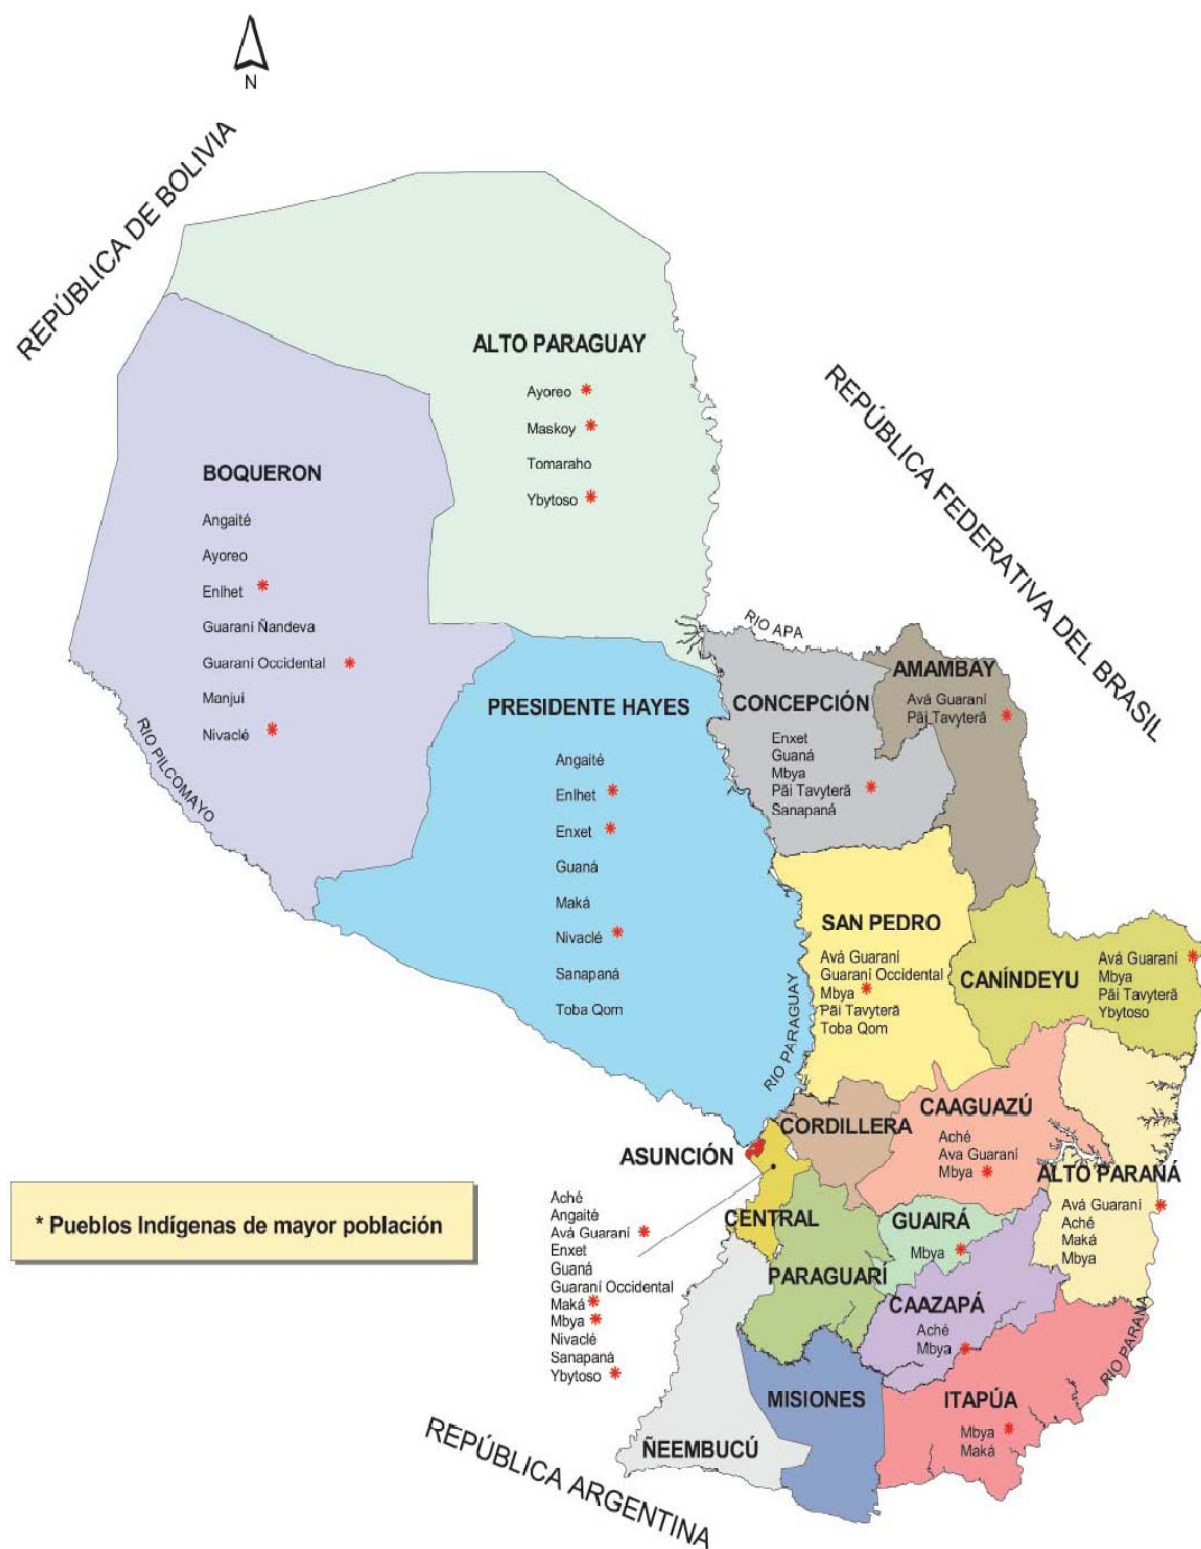 N
REPÚBLICA DE BOLIVIA
ALTO PARAGUAY
Ayoreo *
Maskoy *
Tomaraho
Ybytoso *
REPÚBLICA FEDERATIVA DEL BRASIL
BOQUERON
Angaité
Ayoreo
Enlhet *
Guaraní Ñandeva
Guaraní Occidental *
Manjui
Nivaclé *
RIO PILCOMAYO
RIO APA
AMAMBAY
Avá Guaraní
Pãi Tavyterã *
PRESIDENTE HAYES
Angaité
Enlhet *
Enxet *
Guaná
Maká
Nivaclé *
Sanapaná
Toba Qom
CONCEPCIÓN
Enxet
Guaná
Mbya
Pãi Tavyterã *
Sanapaná
SAN PEDRO
Avá Guaraní
Guaraní Occidental
Mbya *
Pãi Tavyterã
Toba Qom
RIO PARAGUAY
CANÍNDEYU
Avá Guaraní *
Mbya
Pãi Tavyterã
Ybytoso
CORDILLERA
CAAGUAZÚ
Aché
Ava Guaraní
Mbya *
ALTO PARANÁ
Avá Guaraní *
Aché
Maká
Mbya
ASUNCIÓN
Aché
Angaité
Avá Guaraní *
Enxet
Guaná
Guaraní Occidental
Maká *
Mbya *
Nivaclé
Sanapaná
Ybytoso *
* Pueblos Indígenas de mayor población
CENTRAL
GUAIRÁ
Mbya *
PARAGUARÍ
CAAZAPÁ
Aché
Mbya *
RIO PARANA
MISIONES
ITAPÚA
Mbya *
Maká
ÑEEMBUCÚ
REPÚBLICA ARGENTINA